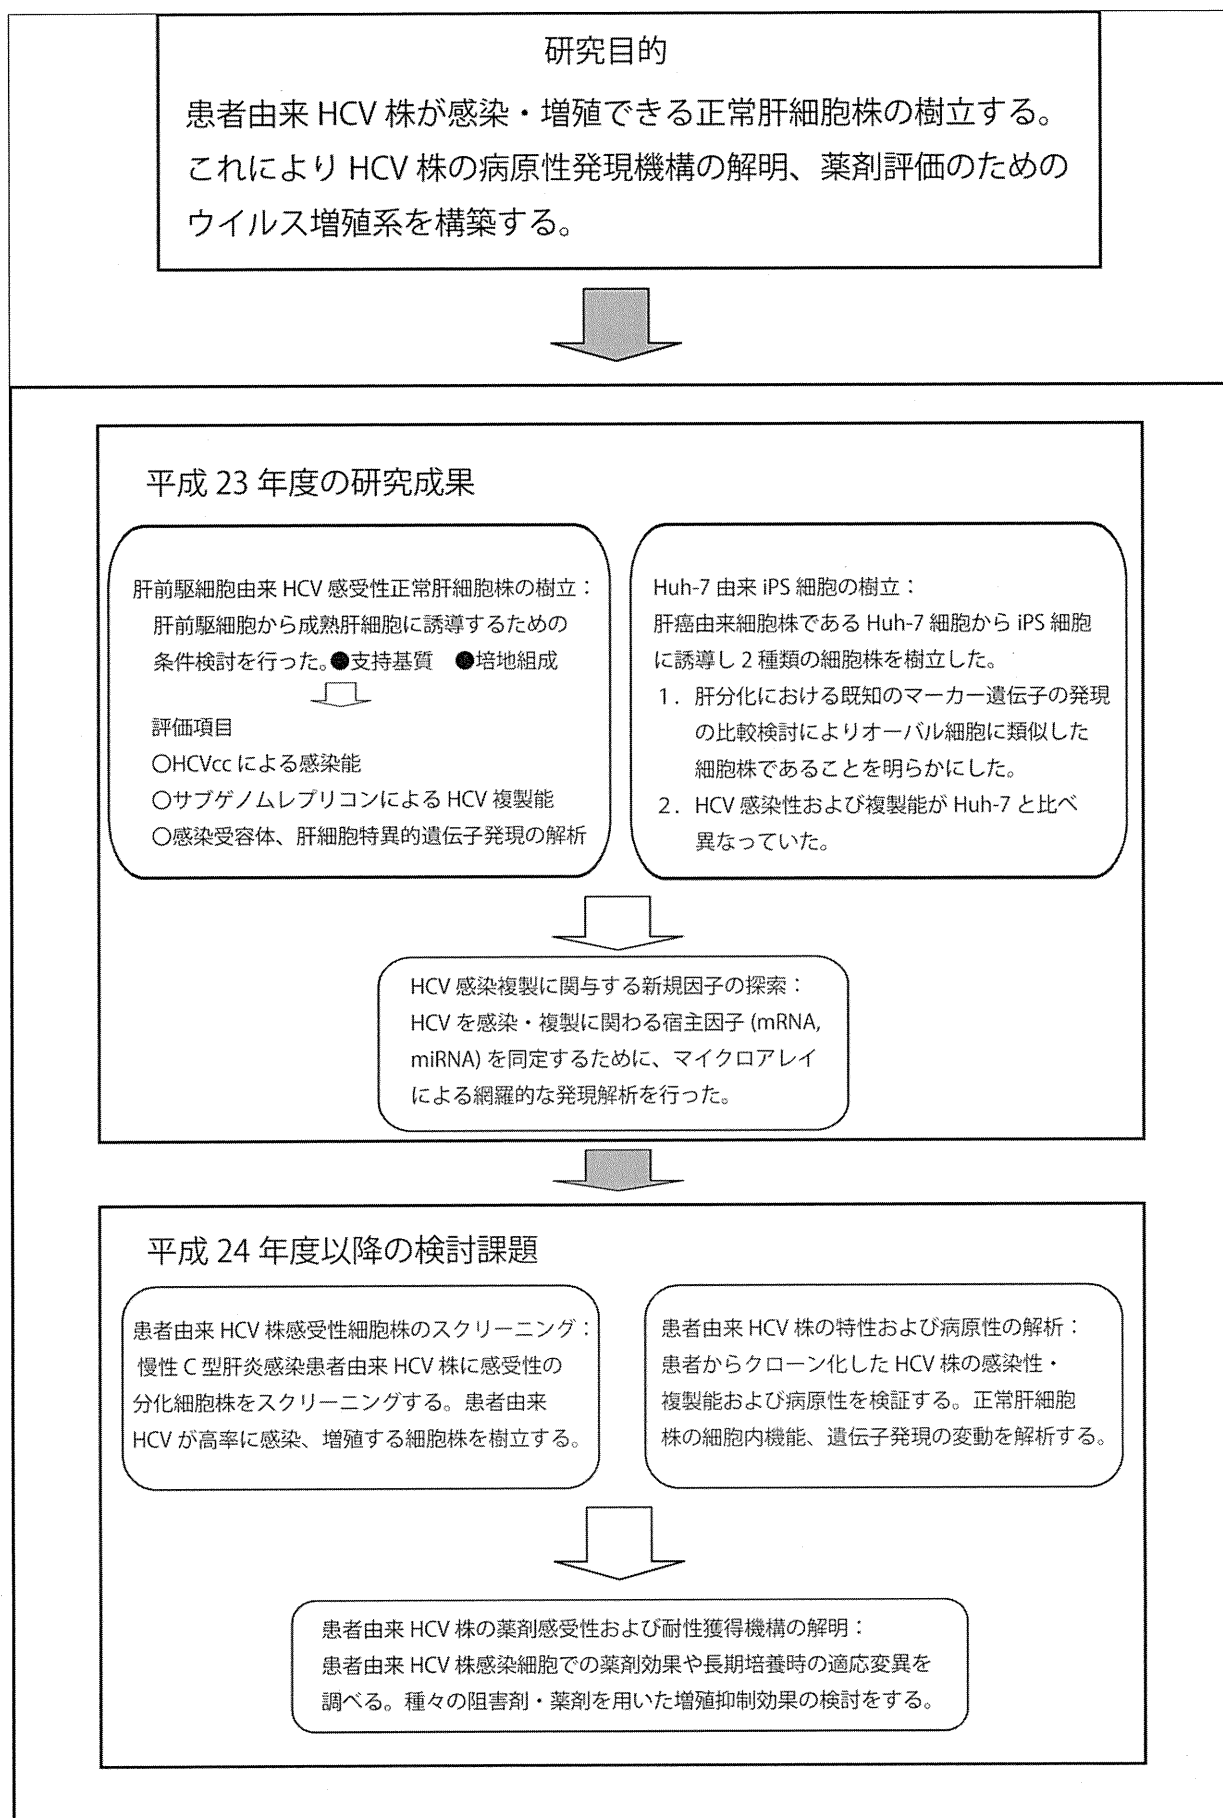 研究目的
患者由来 HCV 株が感染・増殖できる正常肝細胞株の樹立する。
これにより HCV 株の病原性発現機構の解明、薬剤評価のための
ウイルス増殖系を構築する。
平成 23 年度の研究成果
肝前駆細胞由来 HCV 感受性正常肝細胞株の樹立：
肝前駆細胞から成熟肝細胞に誘導するための
条件検討を行った。●支持基質 ●培地組成
評価項目
○HCVcc による感染能
○サブゲノムレプリコンによる HCV 複製能
○感染受容体、肝細胞特異的遺伝子発現の解析
Huh-7 由来 iPS 細胞の樹立：
肝癌由来細胞株である Huh-7 細胞から iPS 細胞
に誘導し 2 種類の細胞株を樹立した。
1．肝分化における既知のマーカー遺伝子の発現
の比較検討によりオーバル細胞に類似した
細胞株であることを明らかにした。
2．HCV 感染性および複製能が Huh-7 と比べ
異なっていた。
HCV 感染複製に関与する新規因子の探索：
HCV を感染・複製に関わる宿主因子 (mRNA,
miRNA) を同定するために、マイクロアレイ
による網羅的な発現解析を行った。
平成 24 年度以降の検討課題
患者由来 HCV 株感受性細胞株のスクリーニング：
慢性 C 型肝炎感染患者由来 HCV 株に感受性の
分化細胞株をスクリーニングする。患者由来
HCV が高率に感染、増殖する細胞株を樹立する。
患者由来 HCV 株の特性および病原性の解析：
患者からクローン化した HCV 株の感染性・
複製能および病原性を検証する。正常肝細胞
株の細胞内機能、遺伝子発現の変動を解析する。
患者由来 HCV 株の薬剤感受性および耐性獲得機構の解明：
患者由来 HCV 株感染細胞での薬剤効果や長期培養時の適応変異を
調べる。種々の阻害剤・薬剤を用いた増殖抑制効果の検討をする。